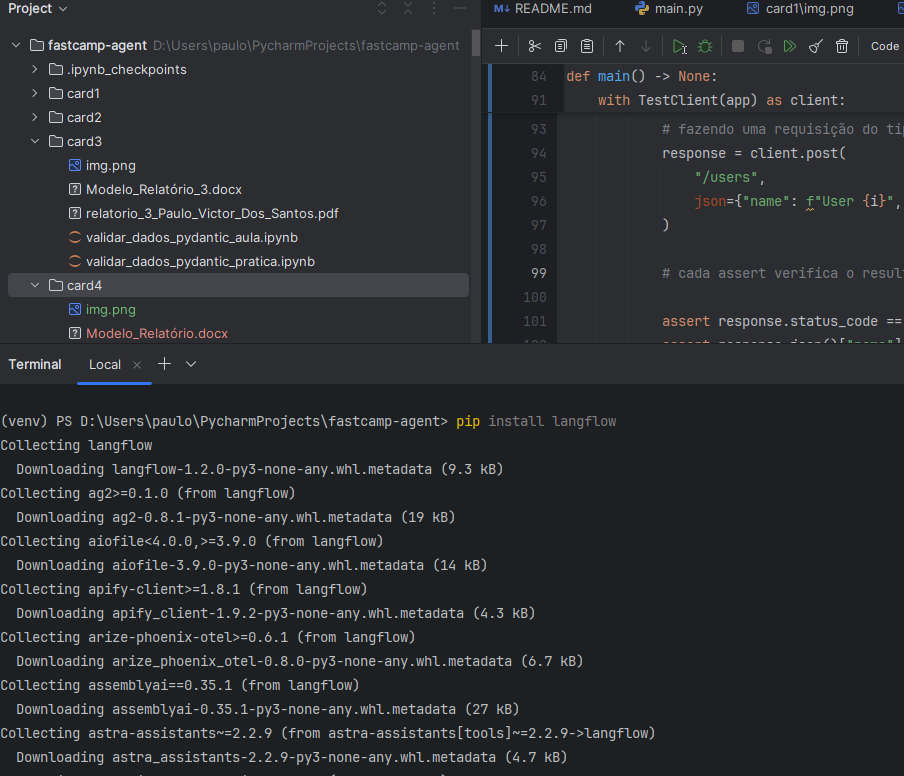 Project
fastcamp-agent D:\Users\paulo\PycharmProjects\fastcamp-agent
.ipynb_checkpoints
card1
card2
card3
img.png
Modelo_Relatório_3.docx
relatorio_3_Paulo_Victor_Dos_Santos.pdf
validar_dados_pydantic_aula.ipynb
validar_dados_pydantic_pratica.ipynb
card4
img.png
Modelo_Relatório.docx
M↓ README.md main.py card1\img.png
Code
84 def main() -> None:
91 with TestClient(app) as client:
93 # fazendo uma requisição do
94 response = client.post(
95 "/users",
96 json={"name": f"User {i}",
97 )
98
99 # cada assert verifica o
100
101 assert response.status_code ==
Terminal Local
(venv) PS D:\Users\paulo\PycharmProjects\fastcamp-agent> pip install langflow
Collecting langflow
Downloading langflow-1.2.0-py3-none-any.whl.metadata (9.3 kB)
Collecting ag2>=0.1.0 (from langflow)
Downloading ag2-0.8.1-py3-none-any.whl.metadata (19 kB)
Collecting aiofile<4.0.0,>=3.9.0 (from langflow)
Downloading aiofile-3.9.0-py3-none-any.whl.metadata (14 kB)
Collecting apify-client>=1.8.1 (from langflow)
Downloading apify_client-1.9.2-py3-none-any.whl.metadata (4.3 kB)
Collecting arize-phoenix-otel>=0.6.1 (from langflow)
Downloading arize_phoenix_otel-0.8.0-py3-none-any.whl.metadata (6.7 kB)
Collecting assemblyai==0.35.1 (from langflow)
Downloading assemblyai-0.35.1-py3-none-any.whl.metadata (27 kB)
Collecting astra-assistants~=2.2.9 (from astra-assistants[tools]~=2.2.9->langflow)
Downloading astra_assistants-2.2.9-py3-none-any.whl.metadata (4.7 kB)